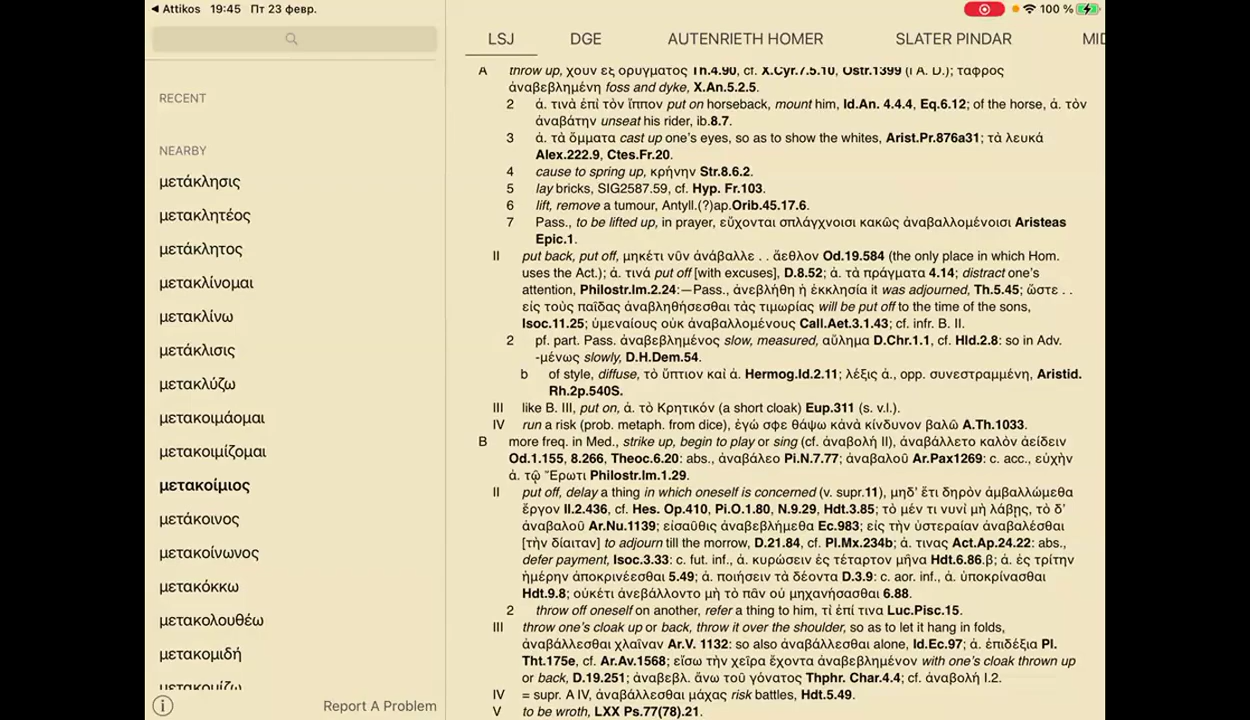 Attikos 19:45 Пт 23 февр.
100 %
LSJ DGE AUTENRIETH HOMER SLATER PINDAR MID
RECENT
NEARBY
μετάκλησις
μετακλητέος
μετάκλητος
μετακλίνομαι
μετακλίνω
μετάκλισις
μετακλύζω
μετακοιμάομαι
μετακοιμίζομαι
μετακοίμιος
μετάκοινος
μετακοίνωνος
μετακόκκω
μετακολουθέω
μετακομιδή
μετακομίζω
Report A Problem
A throw up, χοῦν ἐξ ὀρύγματος Th.4.90, cf. X.Cyr.7.5.10, Ostr.1399 (i A. D.); τάφρος
ἀναβεβλημένη foss and dyke, X.An.5.2.5.
2 ἀ. τινὰ ἐπὶ τὸν ἵππον put on horseback, mount him, Id.An. 4.4.4, Eq.6.12; of the horse, ἀ. τὸν
ἀναβάτην unseat his rider, ib.8.7.
3 ἀ. τὰ ὄμματα cast up one’s eyes, so as to show the whites, Arist.Pr.876a31; τὰ λευκά
Alex.222.9, Ctes.Fr.20.
4 cause to spring up, κρήνην Str.8.6.2.
5 lay bricks, SIG2587.59, cf. Hyp. Fr.103.
6 lift, remove a tumour, Antyll.(?)ap.Orib.45.17.6.
7 Pass., to be lifted up, in prayer, εὔχονται σπλάγχνοισι κακῶς ἀναβαλλομένοισι Aristeas
Epic.1.
II put back, put off, μηκέτι νῦν ἀνάβαλλε . . ἄεθλον Od.19.584 (the only place in which Hom.
uses the Act.); ἀ. τινά put off [with excuses], D.8.52; ἀ. τὰ πράγματα 4.14; distract one’s
attention, Philostr.Im.2.24:—Pass., ἀνεβλήθη ἡ ἐκκλησία it was adjourned, Th.5.45; ὥστε . .
εἰς τοὺς παῖδας ἀναβληθήσεσθαι τὰς τιμωρίας will be put off to the time of the sons,
Isoc.11.25; ὑμεναίους οὐκ ἀναβαλλομένους Call.Aet.3.1.43; cf. infr. B. II.
2 pf. part. Pass. ἀναβεβλημένος slow, measured, αὔλημα D.Chr.1.1, cf. Hld.2.8: so in Adv.
-μένως slowly, D.H.Dem.54.
b of style, diffuse, τὸ ὕπτιον καὶ ἀ. Hermog.Id.2.11; λέξις ἀ., opp. συνεστραμμένη, Aristid.
Rh.2p.540S.
III like B. III, put on, ἀ. τὸ Κρητικόν (a short cloak) Eup.311 (s. v.l.).
IV run a risk (prob. metaph. from dice), ἐγώ σφε θάψω κἀνὰ κίνδυνον βαλῶ A.Th.1033.
B more freq. in Med., strike up, begin to play or sing (cf. ἀναβολή II), ἀναβάλλετο καλὸν ἀείδειν
Od.1.155, 8.266, Theoc.6.20: abs., ἀναβάλεο Pi.N.7.77; ἀναβαλοῦ Ar.Pax1269: c. acc., εὐχὴν
ἀ. τῷ Ἔρωτι Philostr.Im.1.29.
II put off, delay a thing in which oneself is concerned (v. supr.11), μηδ’ ἔτι δηρὸν ἀμβαλλώμεθα
ἔργον Il.2.436, cf. Hes. Op.410, Pi.O.1.80, N.9.29, Hdt.3.85; τὸ μέν τι νυνὶ μὴ λάβῃς, τὸ δ’
ἀναβαλοῦ Ar.Nu.1139; εἰσαῦθις ἀναβεβλήμεθα Ec.983; εἰς τὴν ὑστεραίαν ἀναβαλέσθαι
[τὴν δίαιταν] to adjourn till the morrow, D.21.84, cf. Pl.Mx.234b; ἀ. τινας Act.Ap.24.22: abs.,
defer payment, Isoc.3.33: c. fut. inf., ἀ. κυρώσειν ἐς τέταρτον μῆνα Hdt.6.86.β; ἀ. ἐς τρίτην
ἡμέρην ἀποκρινέεσθαι 5.49; ἀ. ποιήσειν τὰ δέοντα D.3.9: c. aor. inf., ἀ. ὑποκρίνασθαι
Hdt.9.8; οὐκέτι ἀνεβάλλοντο μὴ τὸ πᾶν οὐ μηχανήσασθαι 6.88.
2 throw off oneself on another, refer a thing to him, τὶ ἐπί τινα Luc.Pisc.15.
III throw one’s cloak up or back, throw it over the shoulder, so as to let it hang in folds,
ἀναβάλλεσθαι χλαῖναν Ar.V. 1132: so also ἀναβάλλεσθαι alone, Id.Ec.97; ἀ. ἐπιδέξια Pl.
Tht.175e, cf. Ar.Av.1568; εἴσω τὴν χεῖρα ἔχοντα ἀναβεβλημένον with one’s cloak thrown up
or back, D.19.251; ἀναβεβλ. ἄνω τοῦ γόνατος Thphr. Char.4.4; cf. ἀναβολή I.2.
IV = supr. A IV, ἀναβάλλεσθαι μάχας risk battles, Hdt.5.49.
V to be wroth, LXX Ps.77(78).21.